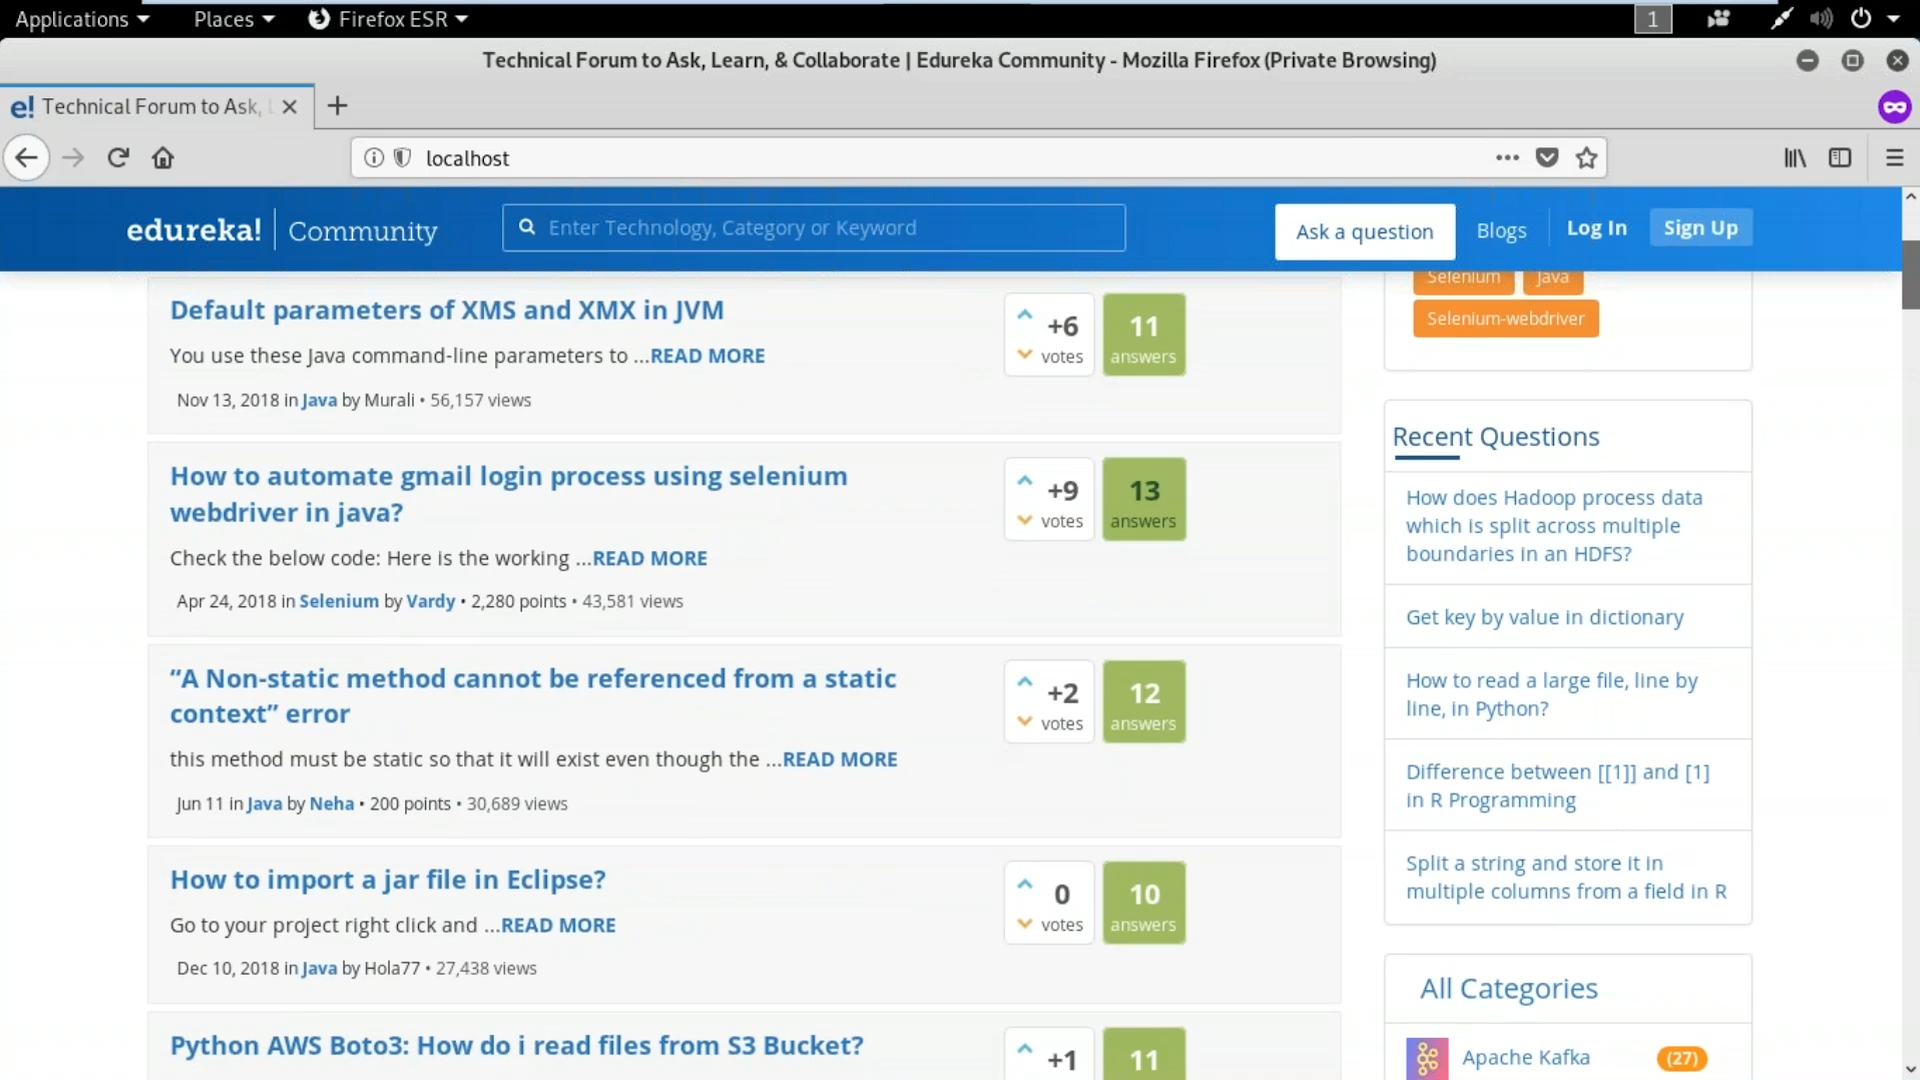 Applications Places Firefox ESR 1
Technical Forum to Ask, Learn, & Collaborate | Edureka Community - Mozilla Firefox (Private Browsing)
e! Technical Forum to Ask,
localhost
edureka! Community
Enter Technology, Category or Keyword
Ask a question Blogs Log In Sign Up
Default parameters of XMS and XMX in JVM
You use these Java command-line parameters to ...READ MORE
Nov 13, 2018 in Java by Murali • 56,157 views
+6
votes
11
answers
How to automate gmail login process using selenium
webdriver in java?
Check the below code: Here is the working ...READ MORE
Apr 24, 2018 in Selenium by Vardy • 2,280 points • 43,581 views
+9
votes
13
answers
“A Non-static method cannot be referenced from a static
context” error
this method must be static so that it will exist even though the ...READ MORE
Jun 11 in Java by Neha • 200 points • 30,689 views
+2
votes
12
answers
How to import a jar file in Eclipse?
Go to your project right click and ...READ MORE
Dec 10, 2018 in Java by Hola77 • 27,438 views
0
votes
10
answers
Python AWS Boto3: How do i read files from S3 Bucket?
+1
11
Selenium Java
Selenium-webdriver
Recent Questions
How does Hadoop process data
which is split across multiple
boundaries in an HDFS?
Get key by value in dictionary
How to read a large file, line by
line, in Python?
Difference between [[1]] and [1]
in R Programming
Split a string and store it in
multiple columns from a field in R
All Categories
Apache Kafka (27)